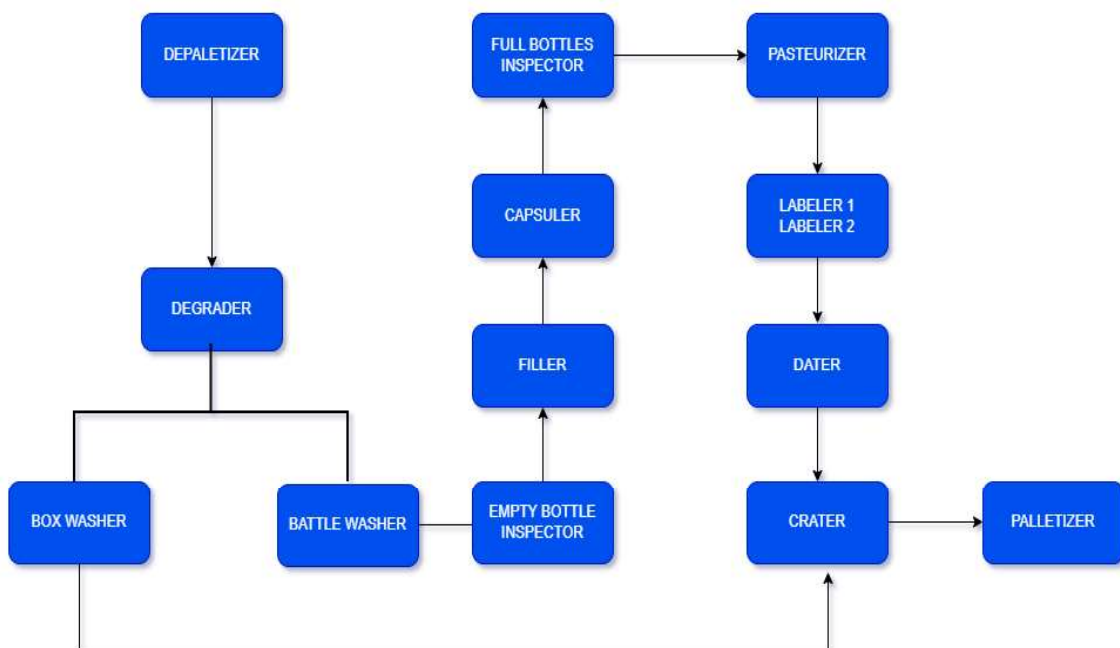 DEPALETIZER
DEGRADER
BOX WASHER
BATTLE WASHER
EMPTY BOTTLE
INSPECTOR
FILLER
CAPSULER
FULL BOTTLES
INSPECTOR
PASTEURIZER
LABELER 1
LABELER 2
DATER
CRATER
PALLETIZER